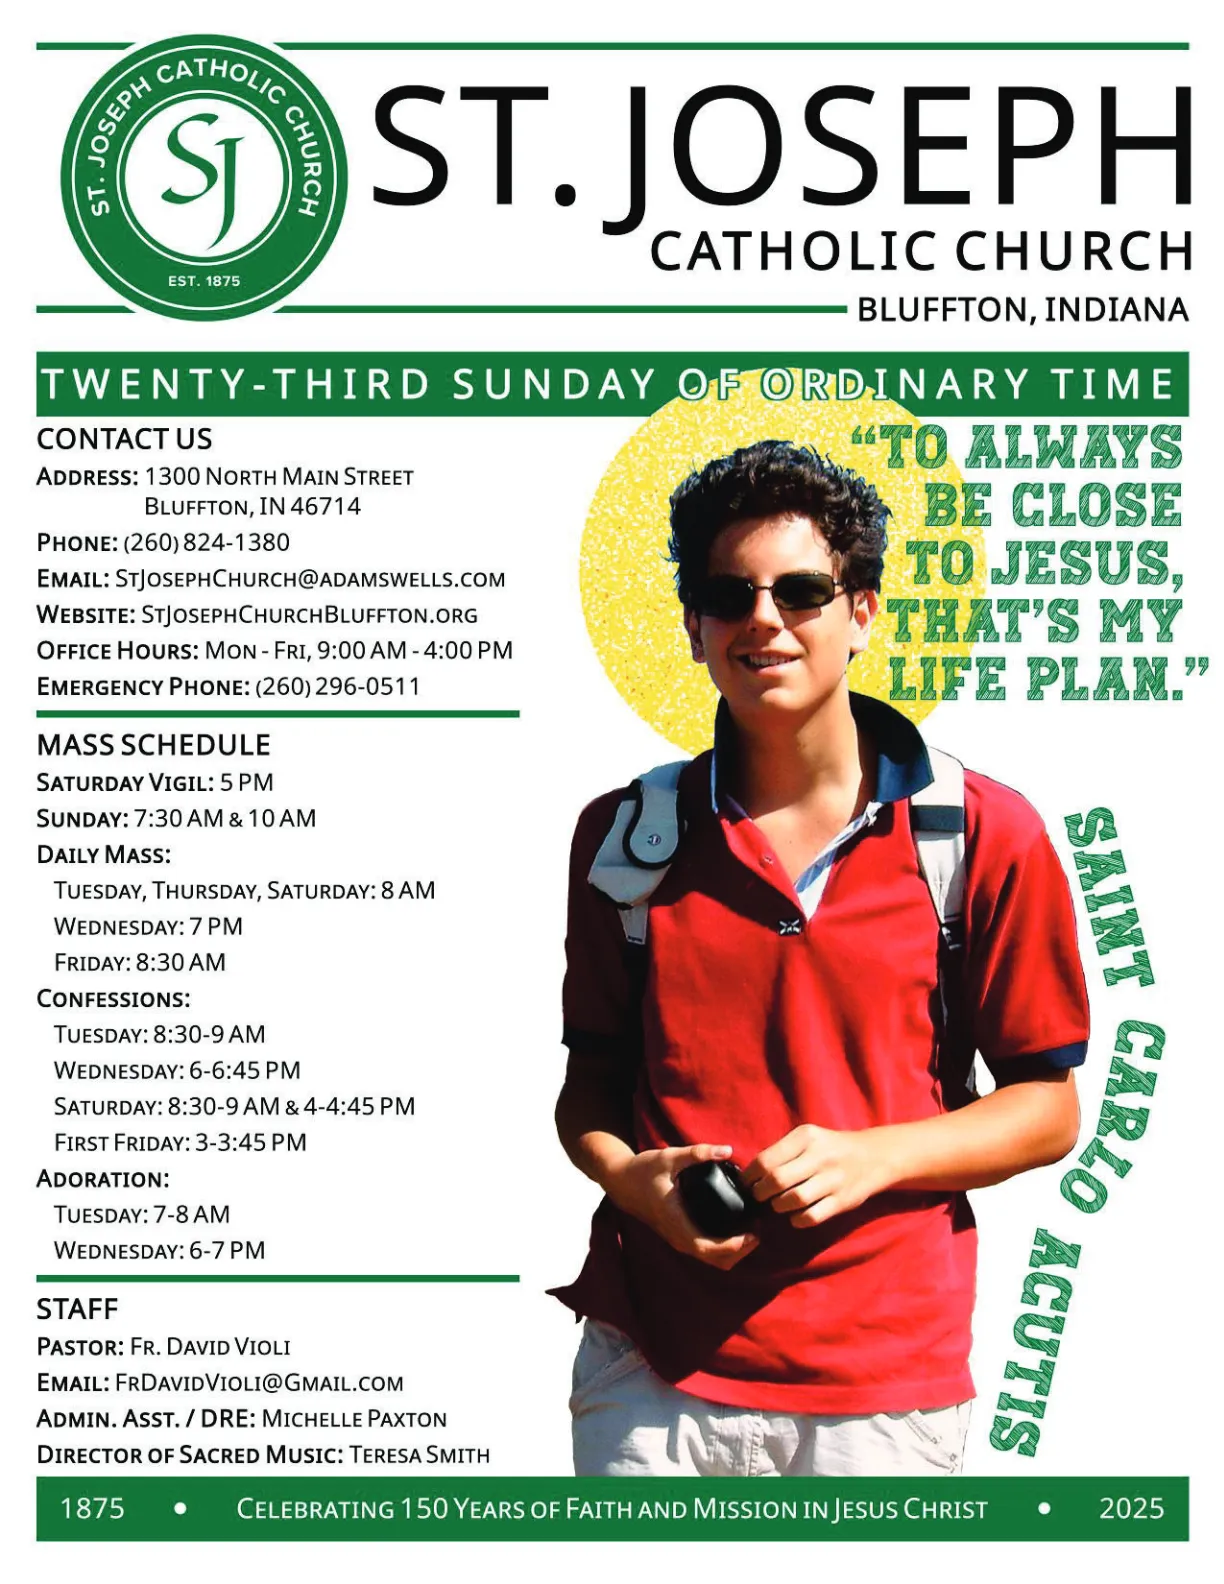 ST. JOSEPH CATHOLIC CHURCH
SJ
EST. 1875
ST. JOSEPH
CATHOLIC CHURCH
BLUFFTON, INDIANA
TWENTY-THIRD SUNDAY OF ORDINARY TIME
CONTACT US
ADDRESS: 1300 NORTH MAIN STREET
BLUFFTON, IN 46714
PHONE: (260) 824-1380
EMAIL: STJOSEPHCHURCH@ADAMSWELLS.COM
WEBSITE: STJOSEPHCHURCHBLUFFTON.ORG
OFFICE HOURS: MON - FRI, 9:00 AM - 4:00 PM
EMERGENCY PHONE: (260) 296-0511
MASS SCHEDULE
SATURDAY VIGIL: 5 PM
SUNDAY: 7:30 AM & 10 AM
DAILY MASS:
TUESDAY, THURSDAY, SATURDAY: 8 AM
WEDNESDAY: 7 PM
FRIDAY: 8:30 AM
CONFESSIONS:
TUESDAY: 8:30-9 AM
WEDNESDAY: 6-6:45 PM
SATURDAY: 8:30-9 AM & 4-4:45 PM
FIRST FRIDAY: 3-3:45 PM
ADORATION:
TUESDAY: 7-8 AM
WEDNESDAY: 6-7 PM
STAFF
PASTOR: FR. DAVID VIOLI
EMAIL: FRDAVIDVIOLI@GMAIL.COM
ADMIN. ASST. / DRE: MICHELLE PAXTON
DIRECTOR OF SACRED MUSIC: TERESA SMITH
“TO ALWAYS
BE CLOSE
TO JESUS,
THAT’S MY
LIFE PLAN.”
SAINT CARLO ACUTIS
1875 • CELEBRATING 150 YEARS OF FAITH AND MISSION IN JESUS CHRIST • 2025